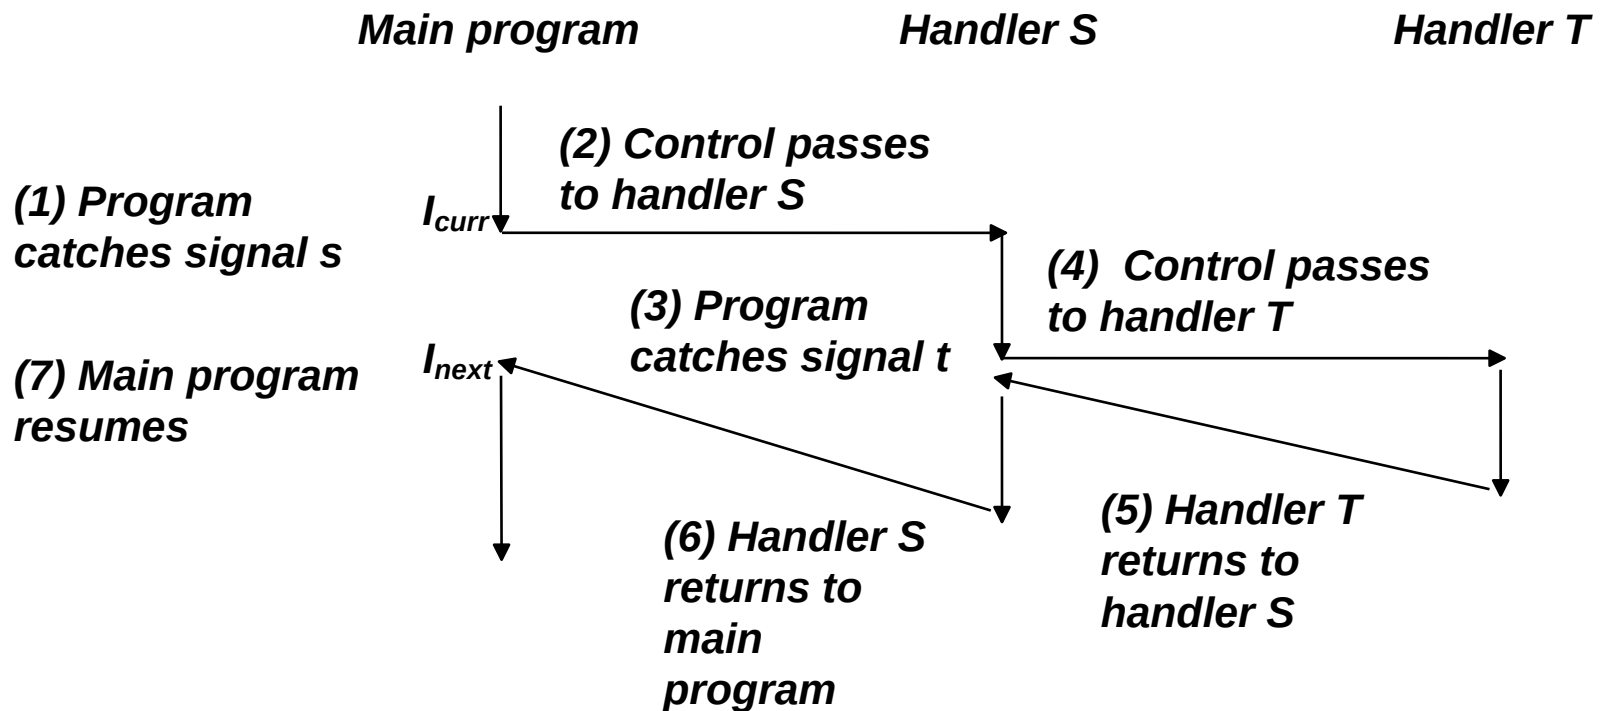 Main program
Handler S
Handler T
(2) Control passes
to handler S
(1) Program
catches signal s
Icurr
(4)  Control passes
to handler T
(3) Program
catches signal t
Inext
(7) Main program
resumes
(5) Handler T
returns to
handler S
(6) Handler S
returns to
main
program